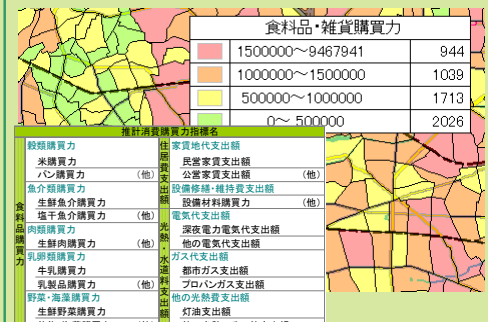 食料品・雑貨購買力
1500000～9467941 944
1000000～1500000 1039
500000～1000000 1713
0～ 500000 2026
推計消費購買力指標名
食料品購買力
穀類購買力
米購買力
パン購買力 (他)
魚介類購買力
生鮮魚介購買力
塩干魚介購買力 (他)
肉類購買力
生鮮肉購買力 (他)
乳卵類購買力
牛乳購買力
乳製品購買力 (他)
野菜・海藻購買力
生鮮野菜購買力
住居費支出額
家賃地代支出額
民営家賃支出額
公営家賃支出額 (他)
設備修繕・維持費支出額
設備材料購買力 (他)
光熱・水道料支出額
電気代支出額
深夜電力電気代支出額
他の電気代支出額
ガス代支出額
都市ガス支出額
プロパンガス支出額
他の光熱費支出額
灯油支出額